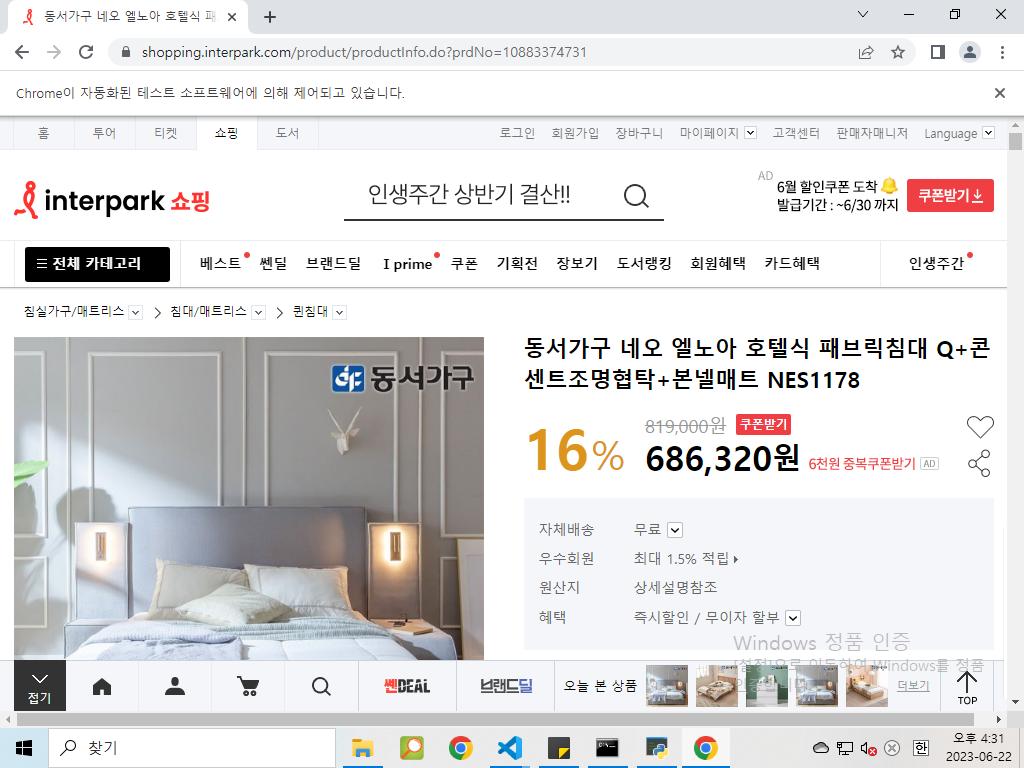 동서가구 네오 엘노아 호텔식 패
shopping.interpark.com/product/productInfo.do?prdNo=10883374731
Chrome이 자동화된 테스트 소프트웨어에 의해 제어되고 있습니다.
홈 투어 티켓 쇼핑 도서 로그인 회원가입 장바구니 마이페이지 고객센터 판매자매니저 Language
interpark 쇼핑
인생주간 상반기 결산!!
AD
6월 할인쿠폰 도착
발급기간 : ~6/30 까지
쿠폰받기
전체 카테고리 베스트 쎈딜 브랜드딜 I prime 쿠폰 기획전 장보기 도서랭킹 회원혜택 카드혜택 인생주간
침실가구/매트리스 침대/매트리스 퀸침대
동서가구
동서가구 네오 엘노아 호텔식 패브릭침대 Q+콘
센트조명협탁+본넬매트 NES1178
16%
819,000원 쿠폰받기
686,320원 6천원 중복쿠폰받기 AD
자체배송 무료
우수회원 최대 1.5% 적립
원산지 상세설명참조
혜택 즉시할인 / 무이자 할부
Windows 정품 인증
[설정]으로 이동하여 Windows를 정품
접기
쎈DEAL
브랜드딜
오늘 본 상품
더보기
TOP
찾기
한
오후 4:31
2023-06-22